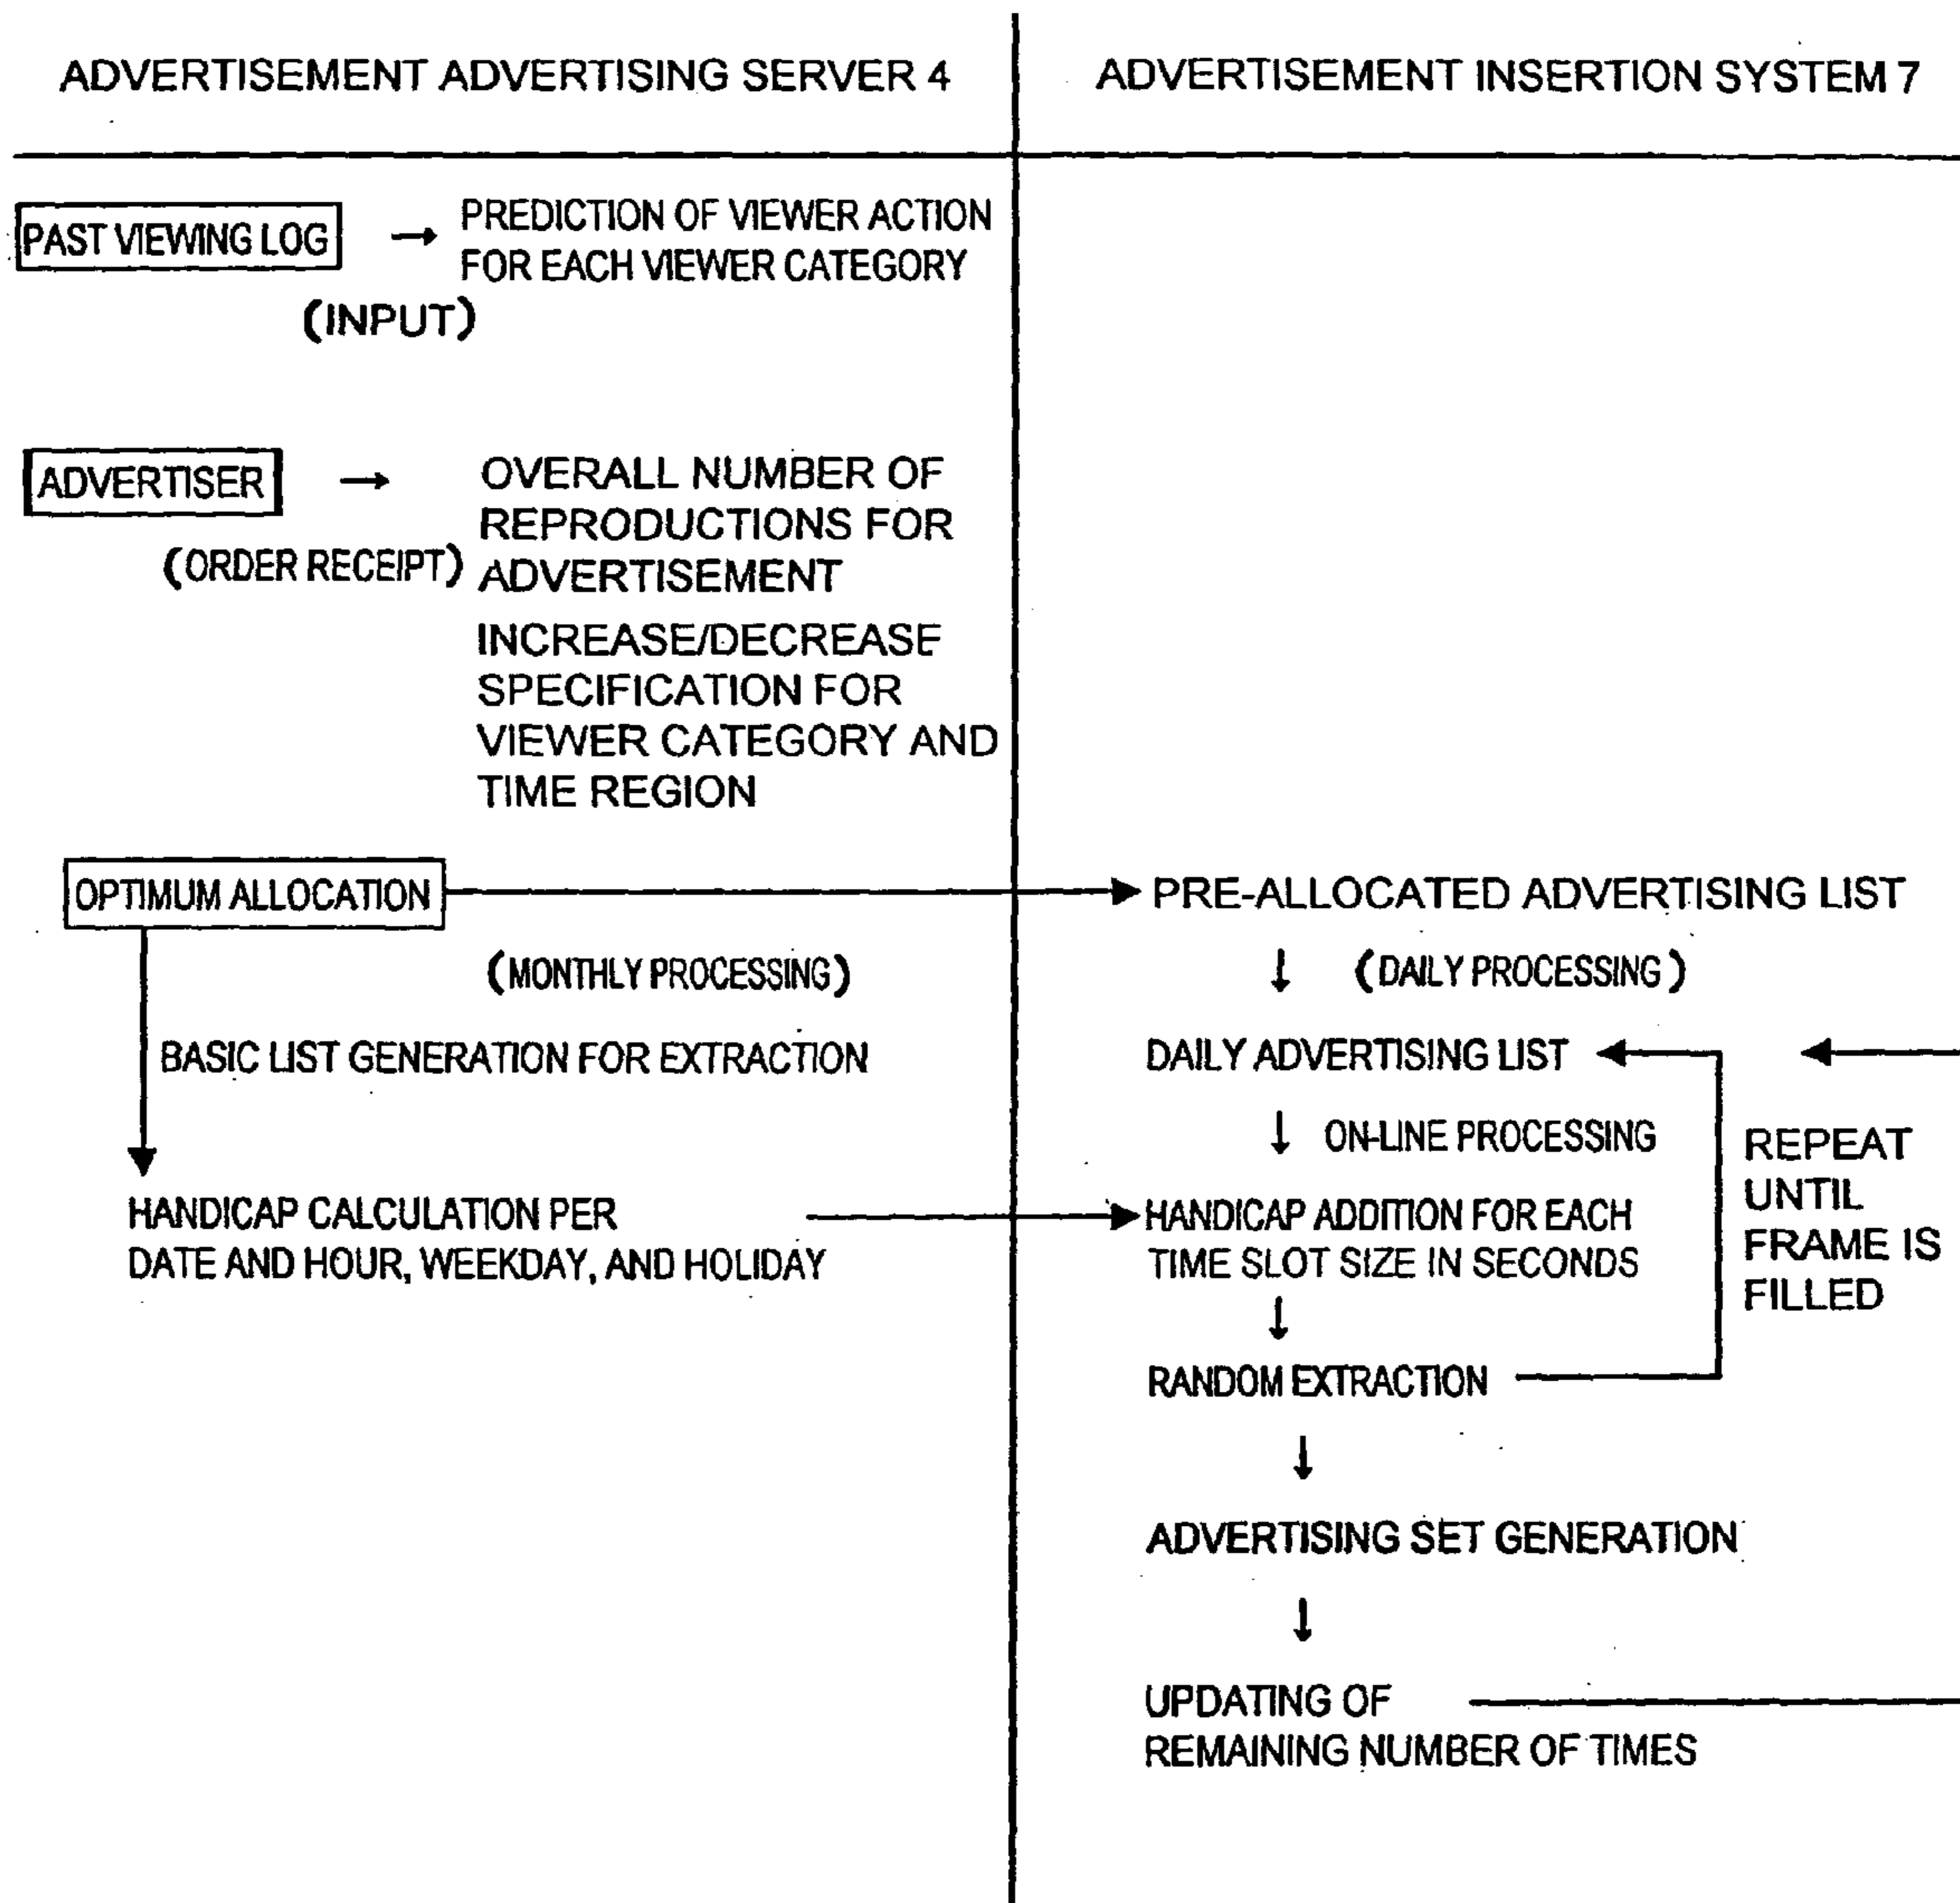 ADVERTISEMENT ADVERTISING SERVER 4
ADVERTISEMENT INSERTION SYSTEM 7
PAST VIEWING LOG
PREDICTION OF VIEWER ACTION
FOR EACH VIEWER CATEGORY
(INPUT)
ADVERTISER
(ORDER RECEIPT)
OVERALL NUMBER OF
REPRODUCTIONS FOR
ADVERTISEMENT
INCREASE/DECREASE
SPECIFICATION FOR
VIEWER CATEGORY AND
TIME REGION
OPTIMUM ALLOCATION
(MONTHLY PROCESSING)
BASIC LIST GENERATION FOR EXTRACTION
HANDICAP CALCULATION PER
DATE AND HOUR, WEEKDAY, AND HOLIDAY
PRE-ALLOCATED ADVERTISING LIST
(DAILY PROCESSING)
DAILY ADVERTISING LIST
ON-LINE PROCESSING
HANDICAP ADDITION FOR EACH
TIME SLOT SIZE IN SECONDS
RANDOM EXTRACTION
REPEAT
UNTIL
FRAME IS
FILLED
ADVERTISING SET GENERATION
UPDATING OF
REMAINING NUMBER OF TIMES